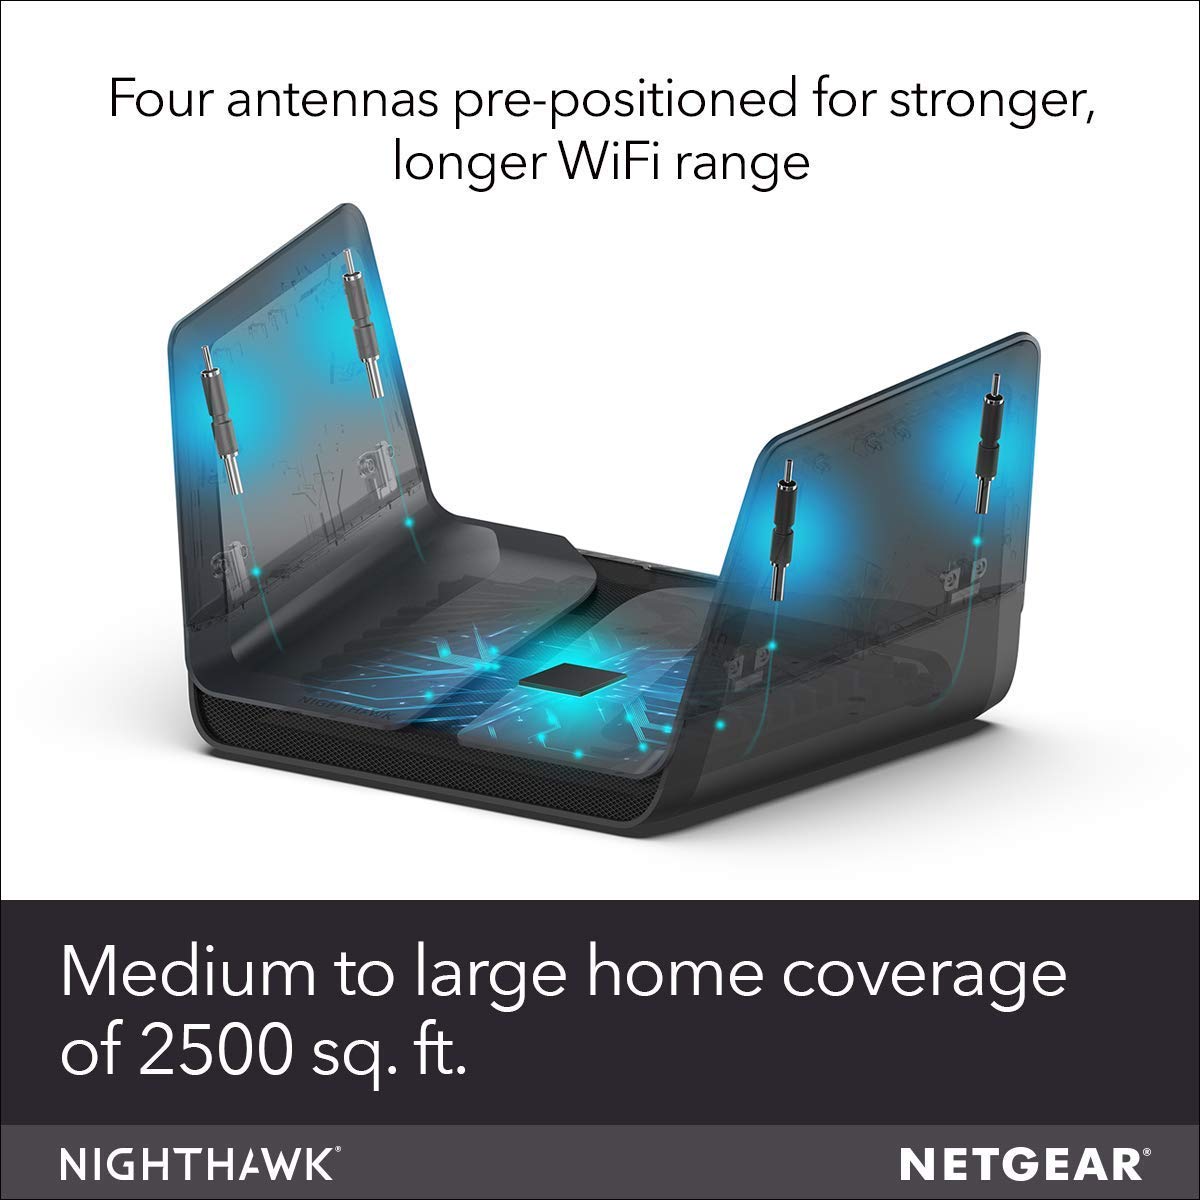 Four antennas pre-positioned for stronger,
longer WiFi range
NIGHTHAWK
Medium to large home coverage
of 2500 sq. ft.
NIGHTHAWK®
NETGEAR®